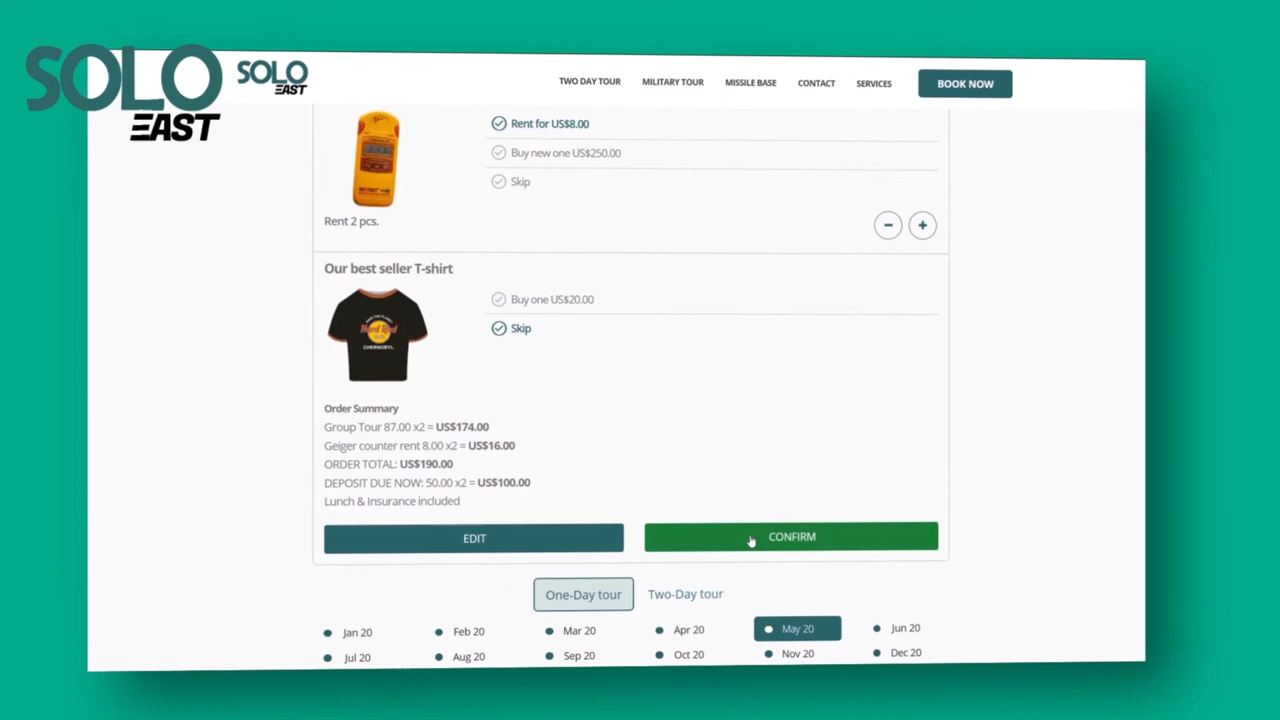 SOLO
EAST
SOLO
EAST
TWO DAY TOUR
MILITARY TOUR
MISSILE BASE
CONTACT
SERVICES
BOOK NOW
Rent for US$8.00
Buy new one US$250.00
Skip
Rent 2 pcs.
Our best seller T-shirt
Buy one US$20.00
Skip
CHERNOBYL
Order Summary
Group Tour 87.00 x2 = US$174.00
Geiger counter rent 8.00 x2 = US$16.00
ORDER TOTAL: US$190.00
DEPOSIT DUE NOW: 50.00 x2 = US$100.00
Lunch & Insurance included
EDIT
CONFIRM
One-Day tour
Two-Day tour
Jan 20
Feb 20
Mar 20
Apr 20
May 20
Jun 20
Jul 20
Aug 20
Sep 20
Oct 20
Nov 20
Dec 20